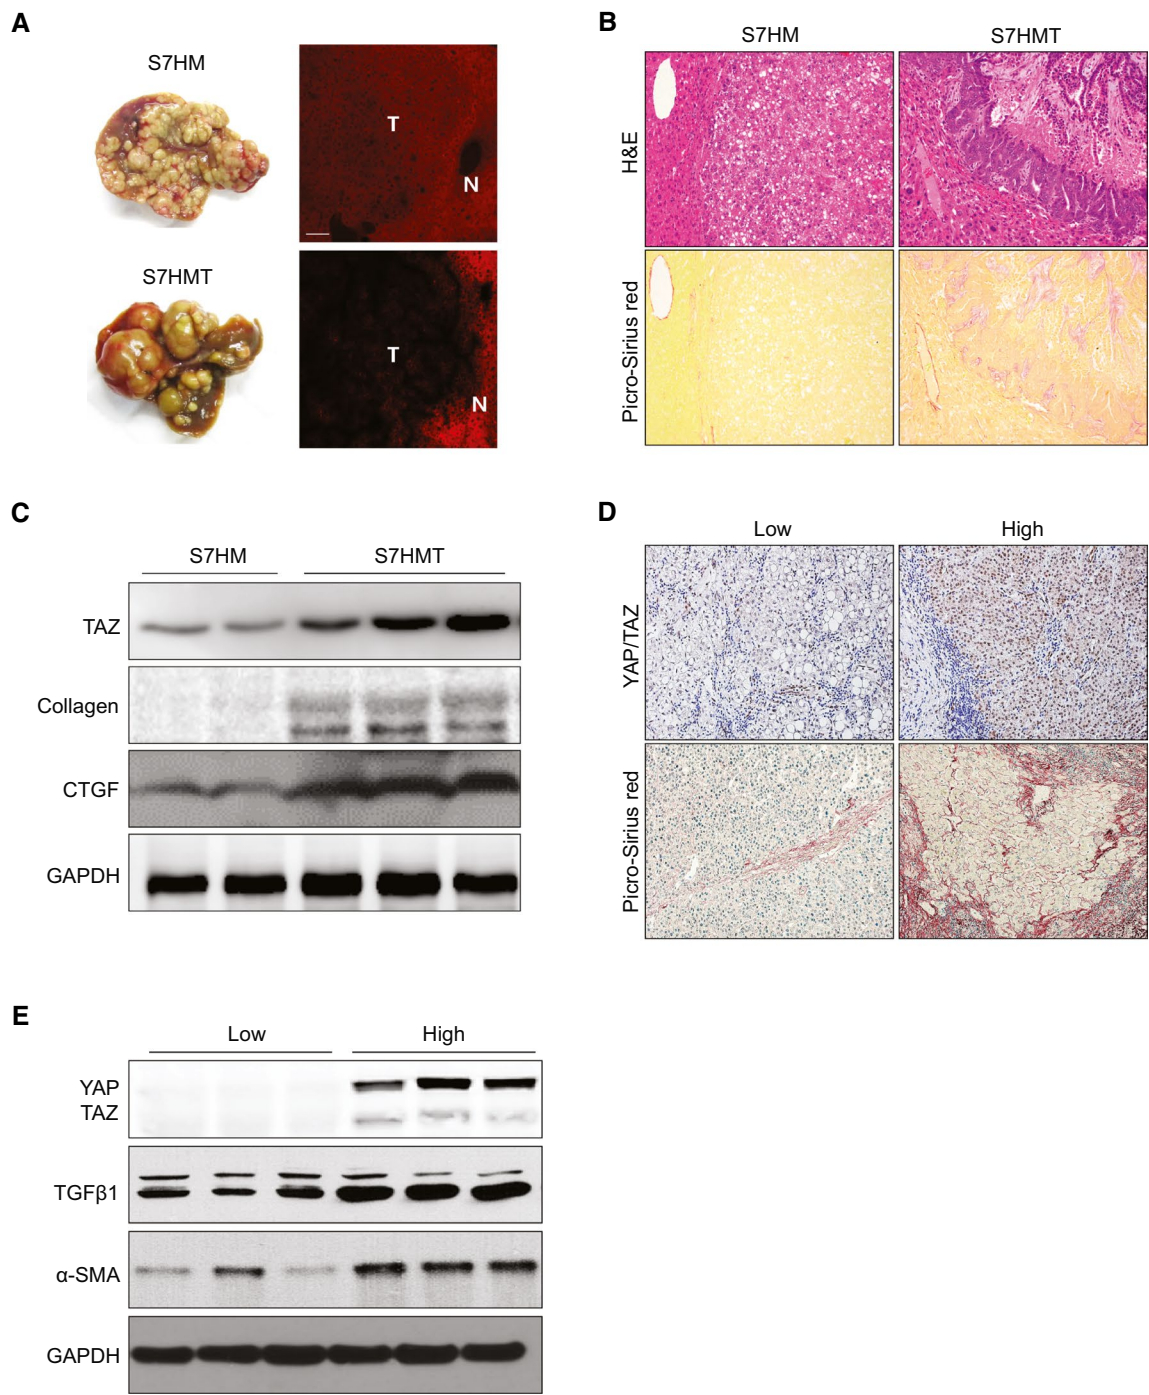 A
S7HM
T
N
S7HMT
T
N
B
S7HM
S7HMT
H&E
Picro-Sirius red
C
S7HM
S7HMT
TAZ
Collagen
CTGF
GAPDH
D
Low
High
YAP/TAZ
Picro-Sirius red
E
Low
High
YAP
TAZ
TGFβ1
α-SMA
GAPDH